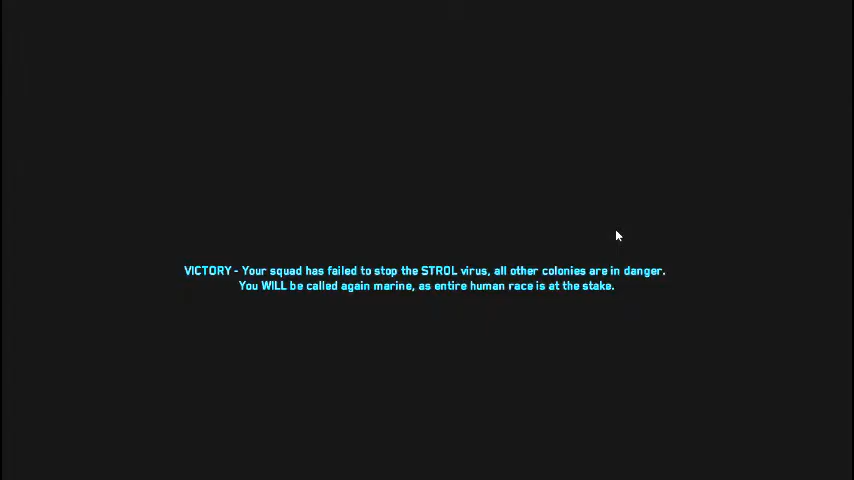 VICTORY - Your squad has failed to stop the STROL virus, all other colonies are in danger.
You WILL be called again marine, as entire human race is at the stake.